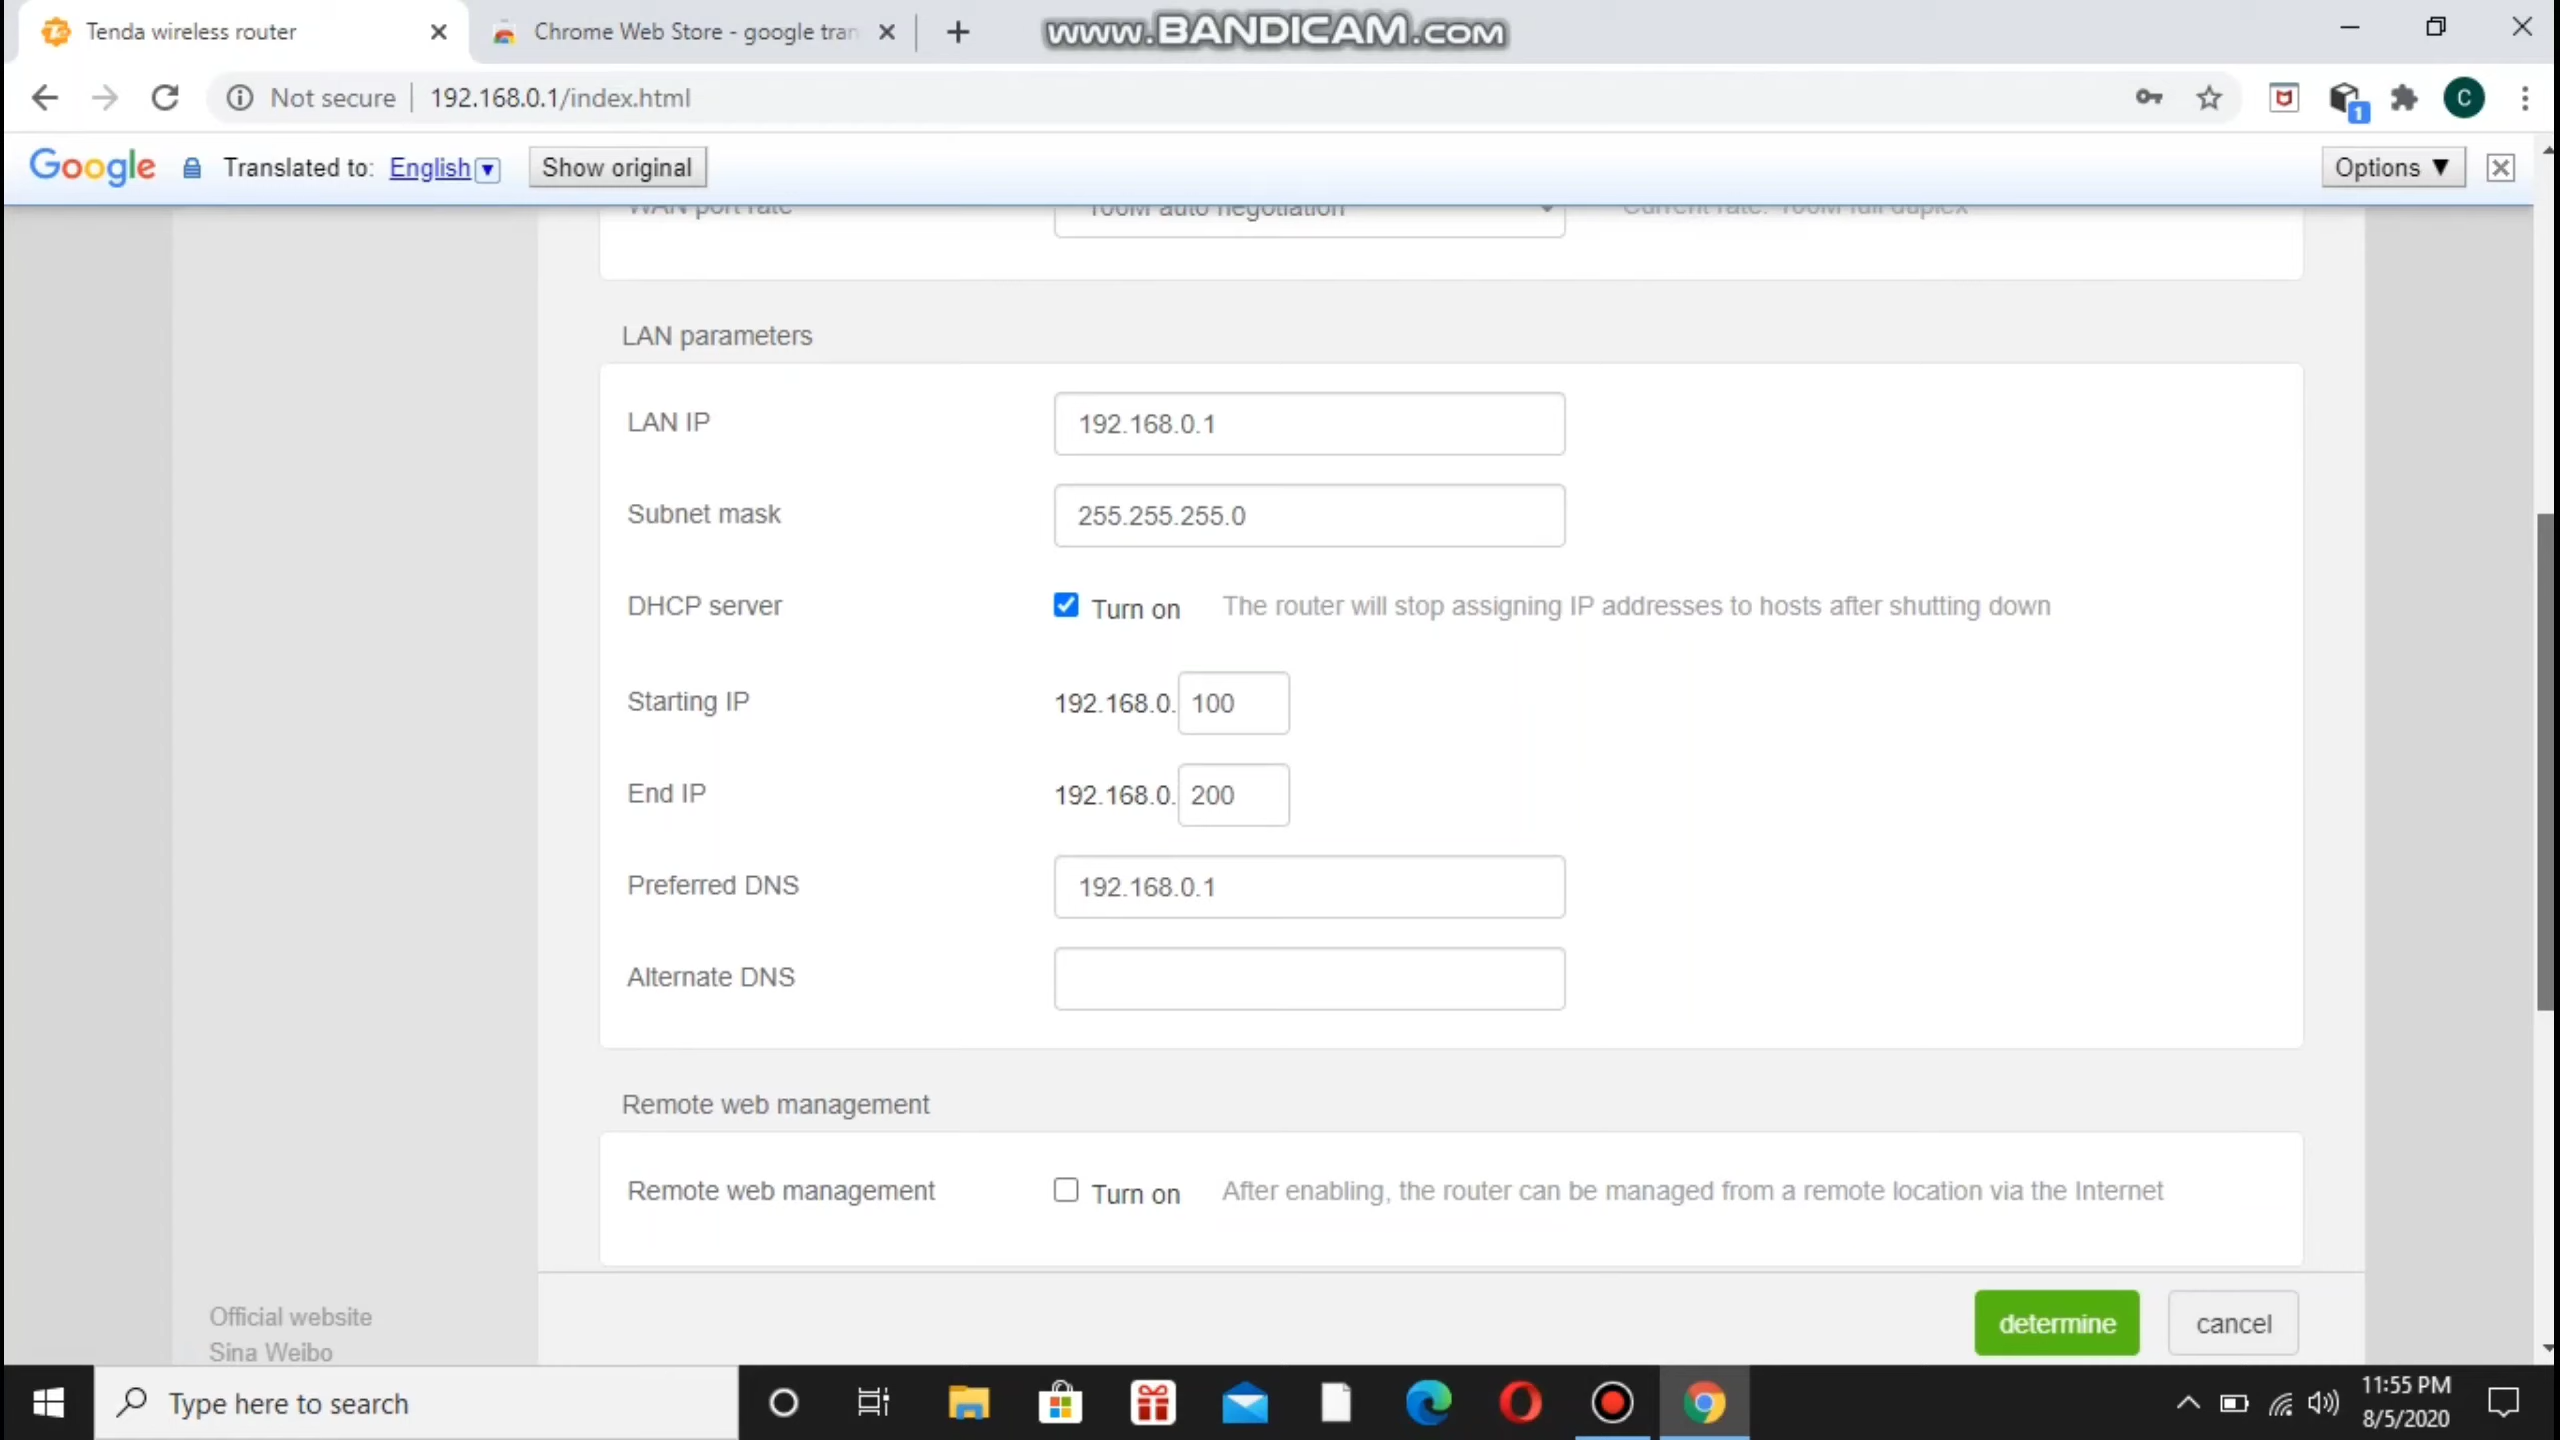 Tenda wireless router
Chrome Web Store - google tran
www.BANDICAM.com
Not secure 192.168.0.1/index.html
1
C
Google Translated to: English Show original Options
WAN port rate 100M auto negotiation Current rate: 100M full duplex
LAN parameters
LAN IP 192.168.0.1
Subnet mask 255.255.255.0
DHCP server Turn on The router will stop assigning IP addresses to hosts after shutting down
Starting IP 192.168.0. 100
End IP 192.168.0. 200
Preferred DNS 192.168.0.1
Alternate DNS
Remote web management
Remote web management Turn on After enabling, the router can be managed from a remote location via the Internet
Official website
Sina Weibo
determine cancel
Type here to search
11:55 PM
8/5/2020